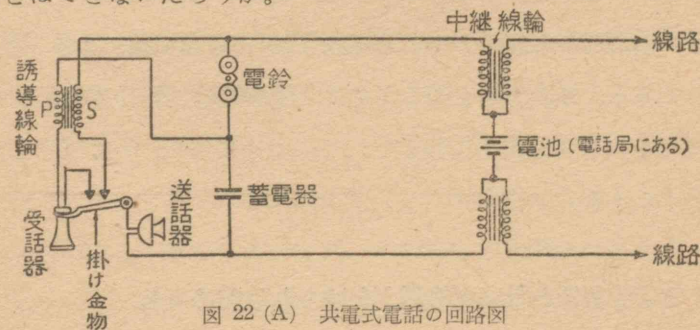 中継線輪
線路
誘導線輪
P S
電鈴
電池(電話局にある)
蓄電器
送話器
受話器
掛け金物
線路
図 22 (A) 共電式電話の回路図